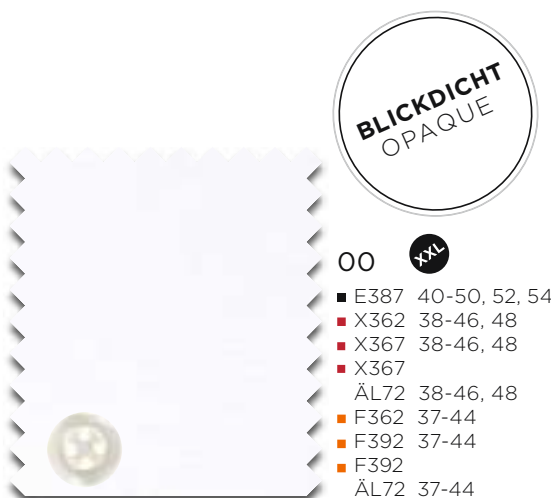 BLICKDICHT
OPAQUE
00 XXL
■ E387 40-50, 52, 54
■ X362 38-46, 48
■ X367 38-46, 48
■ X367
ÄL72 38-46, 48
■ F362 37-44
■ F392 37-44
■ F392
ÄL72 37-44